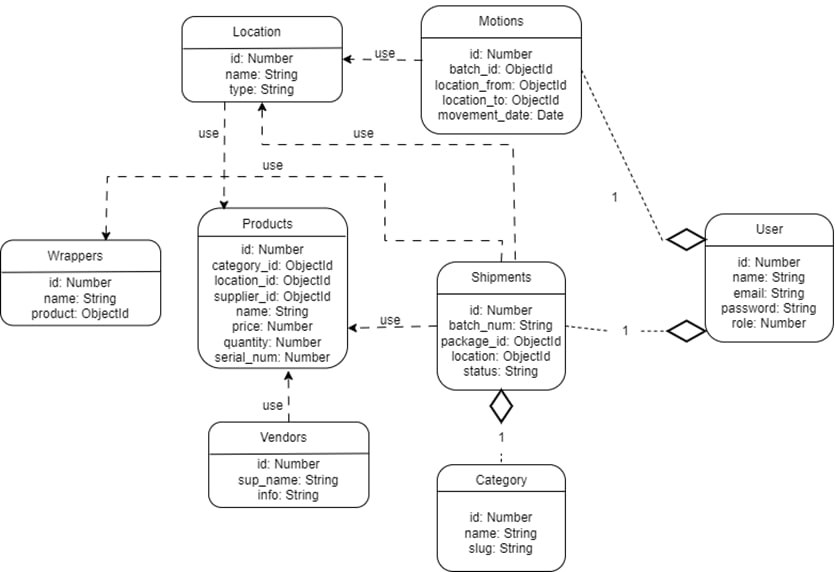 Location
id: Number
name: String
type: String
Motions
id: Number
batch_id: ObjectId
location_from: ObjectId
location_to: ObjectId
movement_date: Date
use
use
use
use
1
Wrappers
id: Number
name: String
product: ObjectId
Products
id: Number
category_id: ObjectId
location_id: ObjectId
supplier_id: ObjectId
name: String
price: Number
quantity: Number
serial_num: Number
User
id: Number
name: String
email: String
password: String
role: Number
Shipments
id: Number
batch_num: String
package_id: ObjectId
location: ObjectId
status: String
use
1
use
Vendors
id: Number
sup_name: String
info: String
1
Category
id: Number
name: String
slug: String